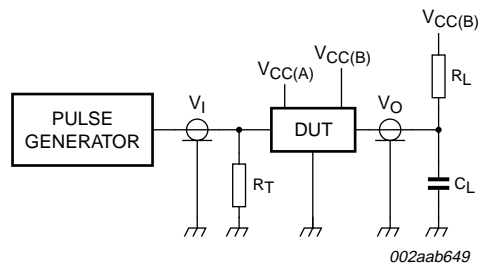 VCC(B)
VCC(B)
VCC(A)
RL
VI
VO
PULSE
GENERATOR
DUT
RT
CL
002aab649